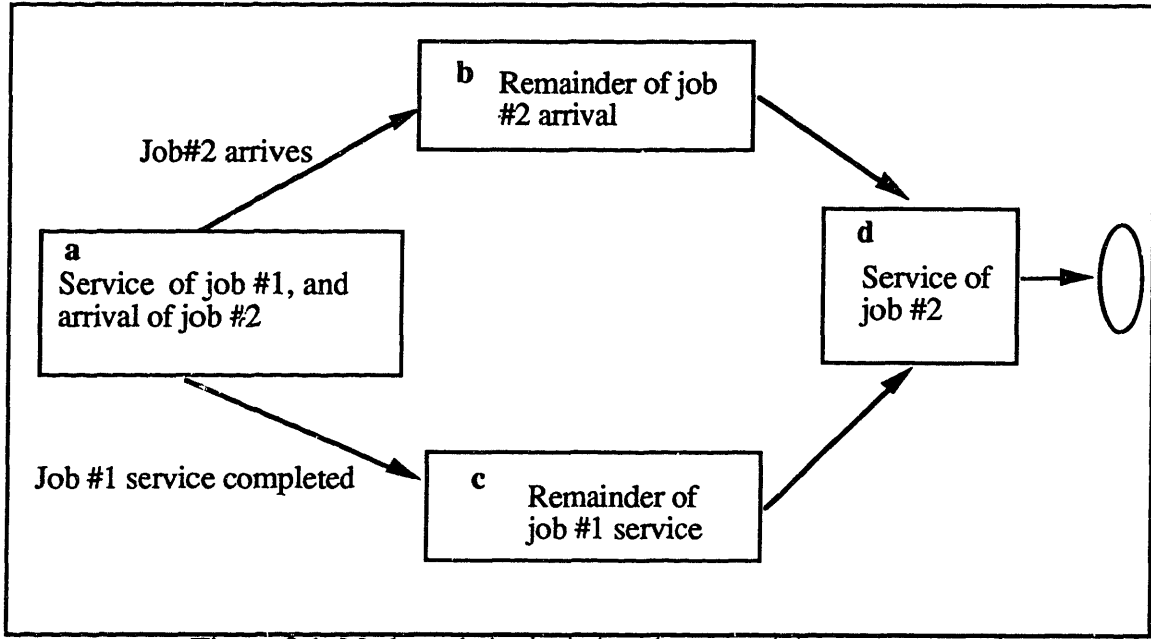 b Remainder of job
#2 arrival
Job#2 arrives
a
Service of job #1, and
arrival of job #2
d
Service of
job #2
Job #1 service completed
c Remainder of
job #1 service